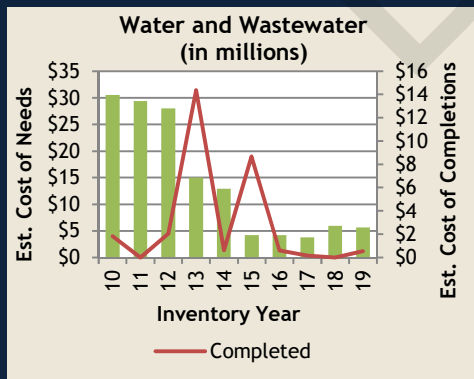 Water and Wastewater
(in millions)
Est. Cost of Needs
$35
$30
$25
$20
$15
$10
$5
$0
$16
$14
$12
$10
$8
$6
$4
$2
$0
Est. Cost of Completions
10 11 12 13 14 15 16 17 18 19
Inventory Year
Completed